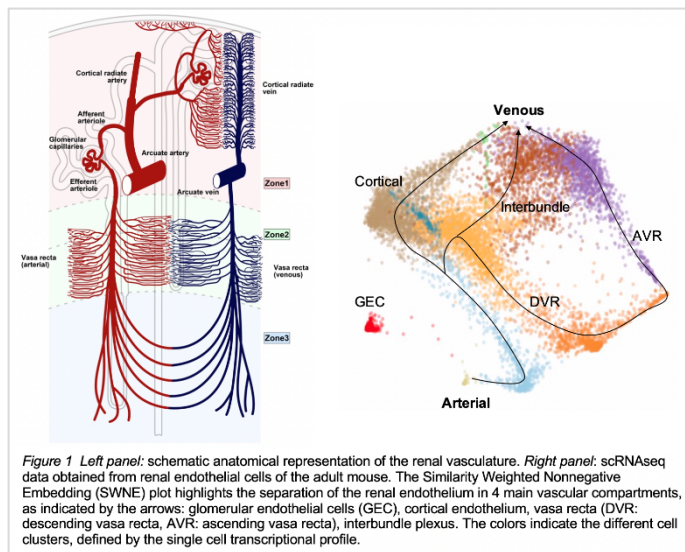 Cortical radiate
artery
Cortical radiate
vein
Afferent
arteriole
Glomerular
capillaries
Arcuate artery
Efferent
arteriole
Arcuate vein
Zone1
Zone2
Vasa recta
(arterial)
Vasa recta
(venous)
Zone3
Venous
Cortical
Interbundle
AVR
GEC
DVR
Arterial
Figure 1 Left panel: schematic anatomical representation of the renal vasculature. Right panel: scRNAseq
data obtained from renal endothelial cells of the adult mouse. The Similarity Weighted Nonnegative
Embedding (SWNE) plot highlights the separation of the renal endothelium in 4 main vascular compartments,
as indicated by the arrows: glomerular endothelial cells (GEC), cortical endothelium, vasa recta (DVR:
descending vasa recta, AVR: ascending vasa recta), interbundle plexus. The colors indicate the different cell
clusters, defined by the single cell transcriptional profile.